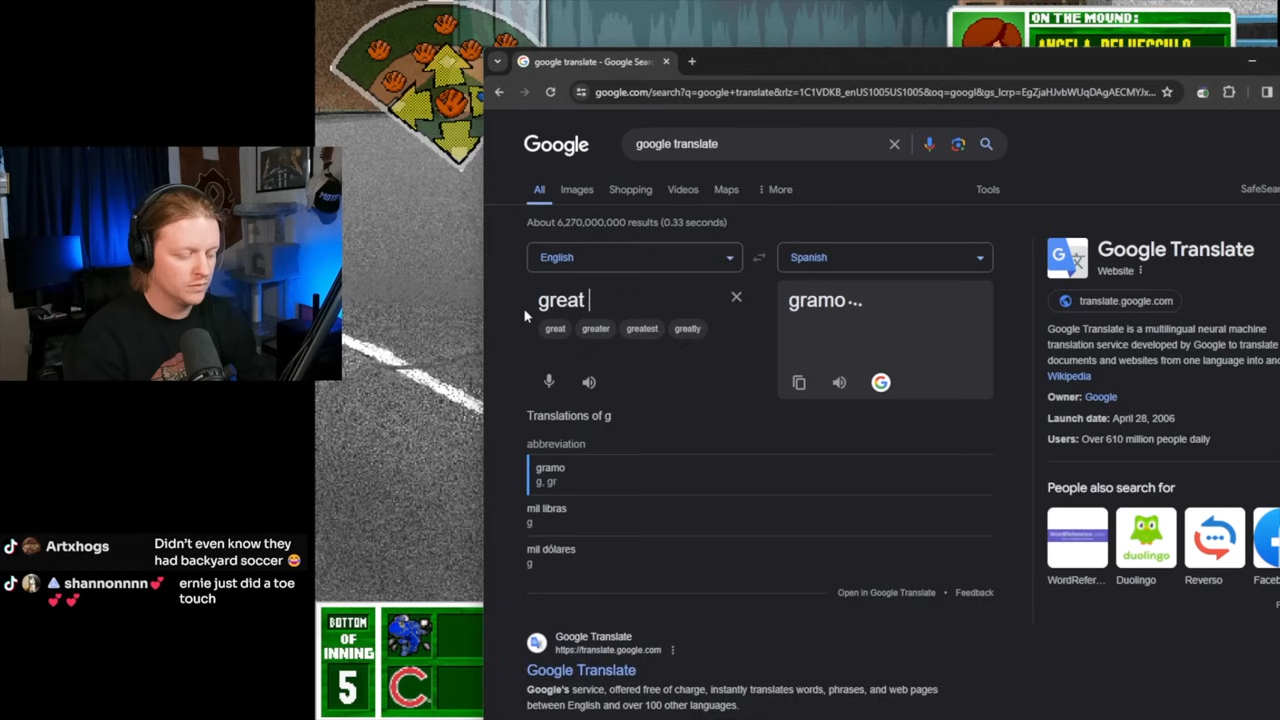 ON THE MOUND:
google translate - Google Sear
google.com/search?q=google+translate&rlz=1C1VDKB_enUS1005US1005&oq=googl&gs_lcrp=EgZjaHJvbWUqDAgAECMYJx...
Google
google translate
All
Images
Shopping
Videos
Maps
More
Tools
SafeSear
About 6,270,000,000 results (0.33 seconds)
English
Spanish
great
gramo...
great
greater
greatest
greatly
Translations of g
abbreviation
gramo
g, gr
mil libras
g
mil dólares
g
Open in Google Translate • Feedback
Google Translate
https://translate.google.com
Google Translate
Google's service, offered free of charge, instantly translates words, phrases, and web pages
between English and over 100 other languages.
Google Translate
Website
translate.google.com
Google Translate is a multilingual neural machine
translation service developed by Google to translate
documents and websites from one language into an
Wikipedia
Owner: Google
Launch date: April 28, 2006
Users: Over 610 million people daily
People also search for
WordRefer...
Duolingo
Reverso
Faceb
Artxhogs
Didn't even know they
had backyard soccer
shannonnnn
ernie just did a toe
touch
BOTTOM
OF
INNING
5
C